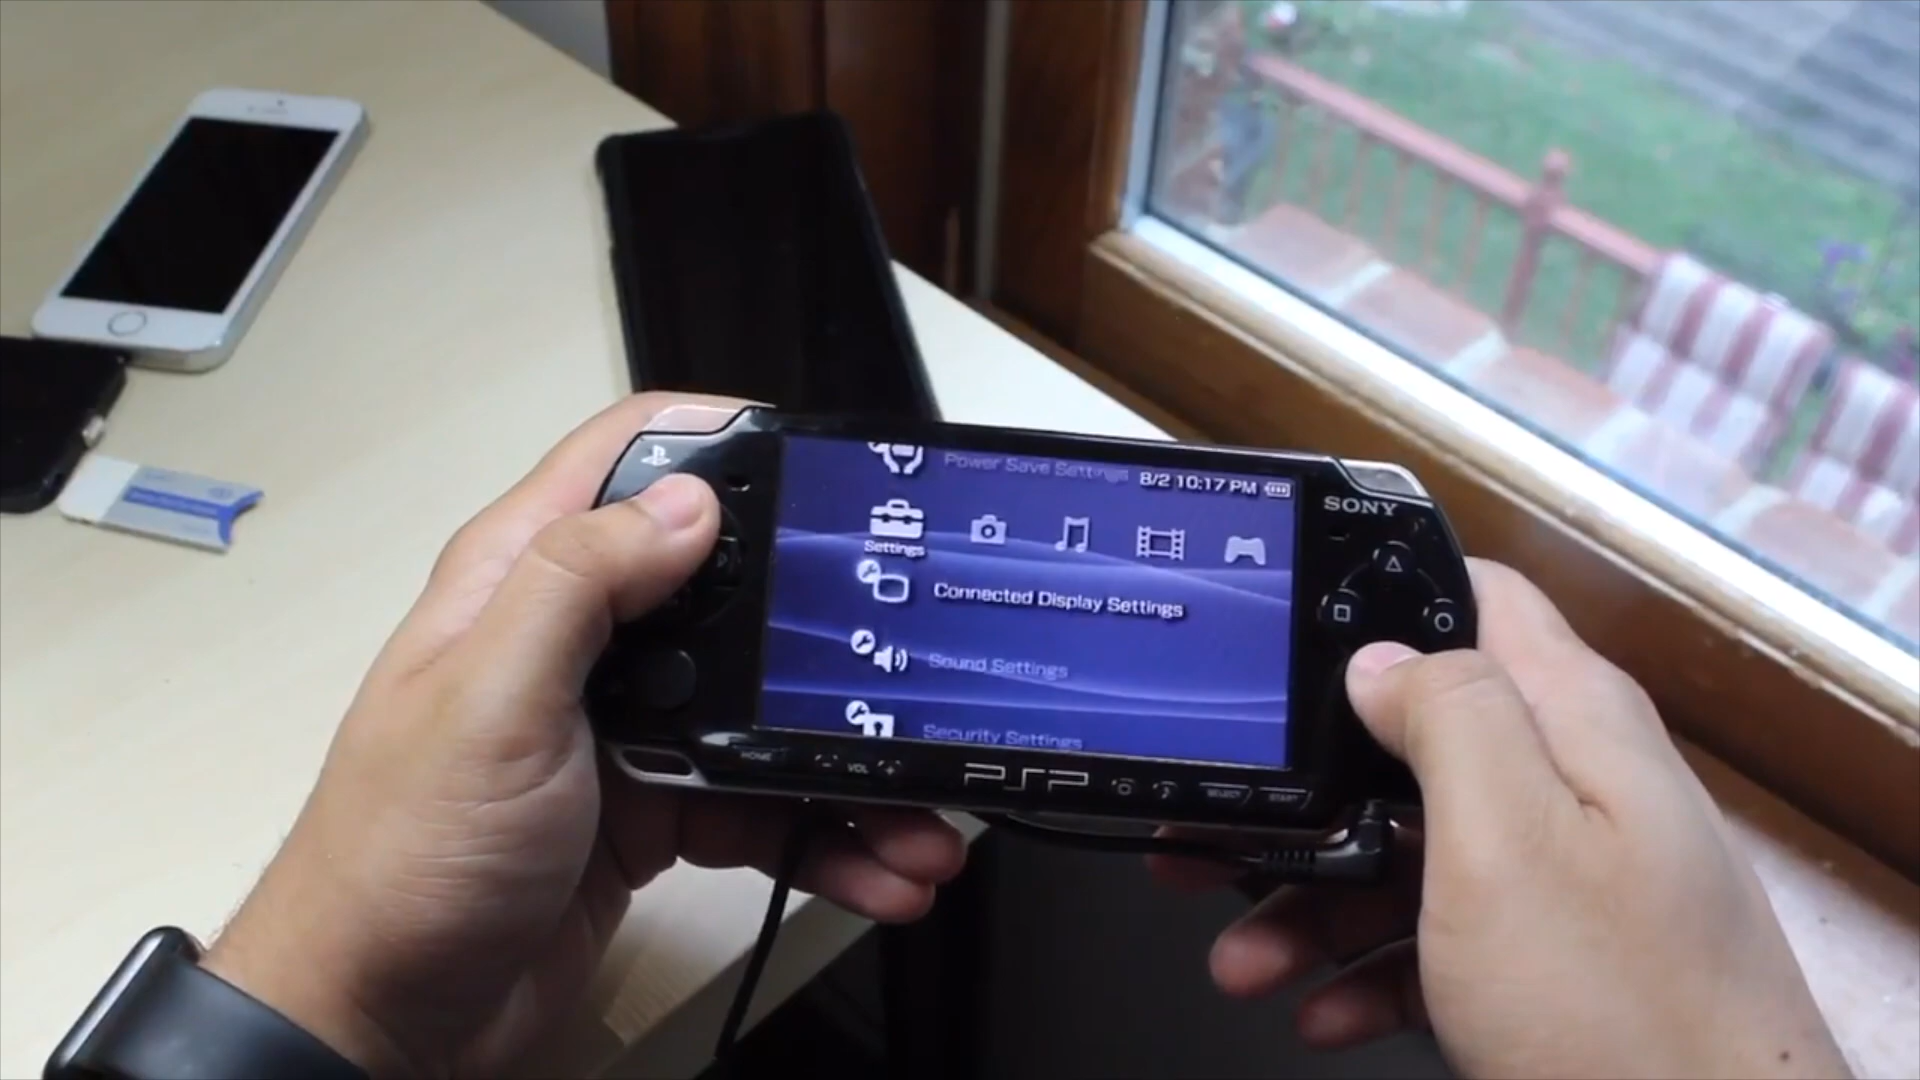 Power Save Settings
8/2 10:17 PM
SONY
Settings
Connected Display Settings
Sound Settings
Security Settings
HOME
VOL
PSP
SELECT
START